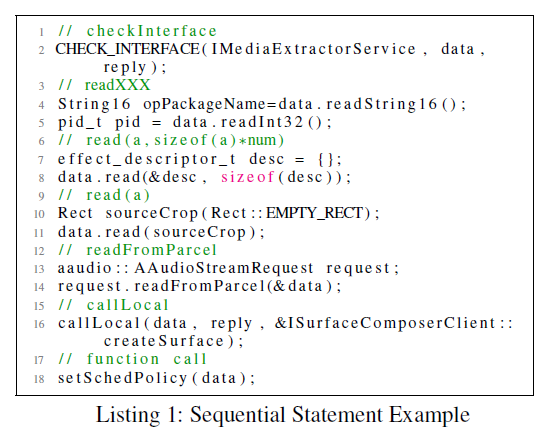 1 // checkInterface
2 CHECK_INTERFACE(IMediaExtractorService, data,
reply);
3 // readXXX
4 String16 opPackageName=data.readString16();
5 pid_t pid = data.readInt32();
6 // read(a,sizeof(a)*num)
7 effect_descriptor_t desc = {};
8 data.read(&desc, sizeof(desc));
9 // read(a)
10 Rect sourceCrop(Rect::EMPTY_RECT);
11 data.read(sourceCrop);
12 // readFromParcel
13 aaudio::AAudioStreamRequest request;
14 request.readFromParcel(&data);
15 // callLocal
16 callLocal(data, reply, &ISurfaceComposerClient::
createSurface);
17 // function call
18 setSchedPolicy(data);
Listing 1: Sequential Statement Example